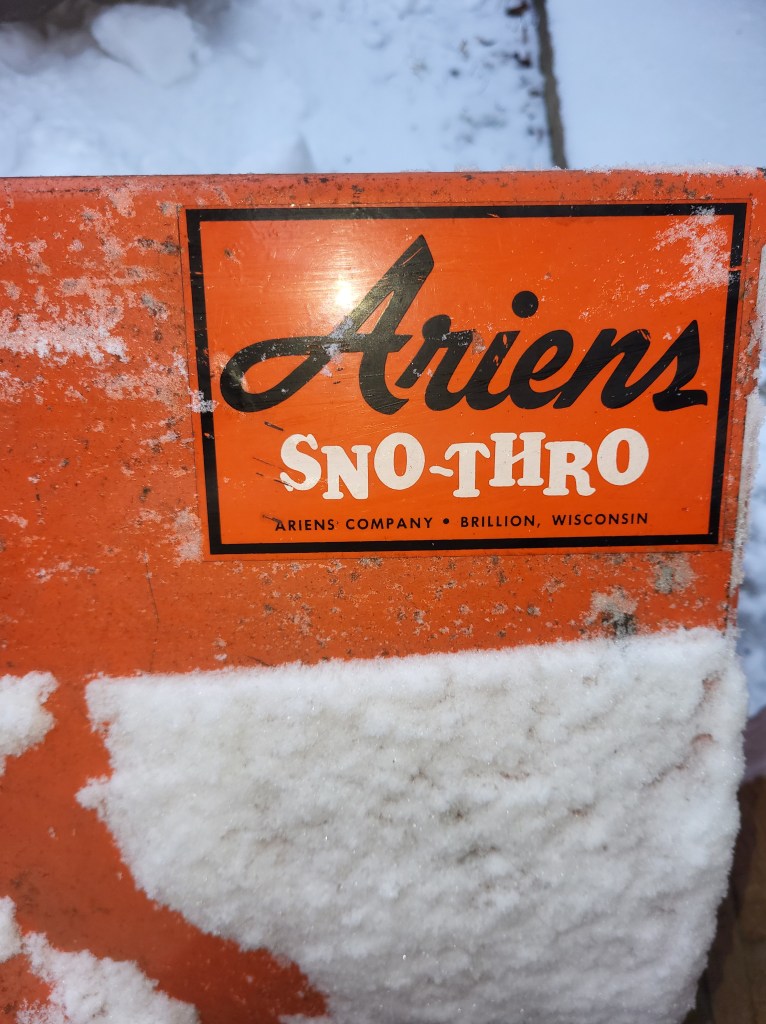 Ariens
SNO-THRO
ARIENS COMPANY • BRILLION, WISCONSIN